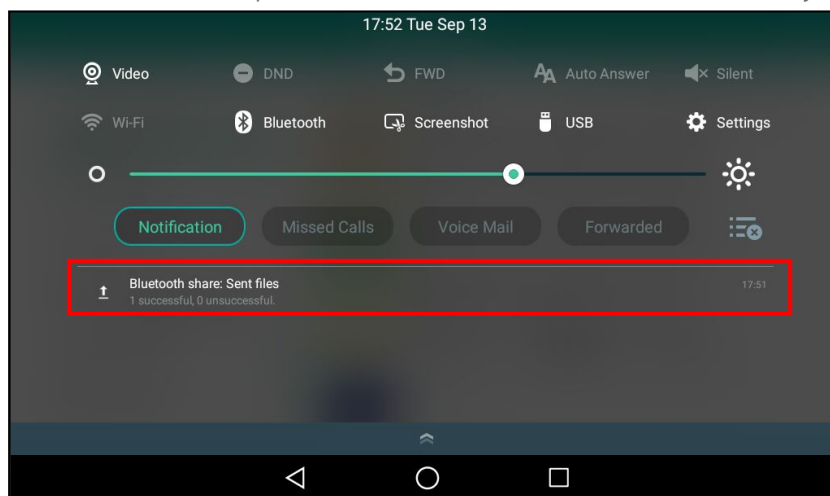 17:52 Tue Sep 13
Video DND FWD Auto Answer Silent
Wi-Fi Bluetooth Screenshot USB Settings
Notification Missed Calls Voice Mail Forwarded
Bluetooth share: Sent files 17:51
1 successful, 0 unsuccessful.